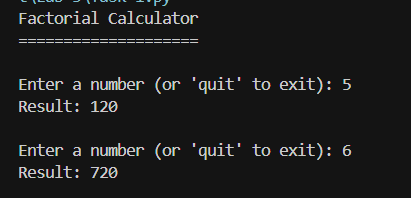 Factorial Calculator
====================
Enter a number (or 'quit' to exit): 5
Result: 120
Enter a number (or 'quit' to exit): 6
Result: 720